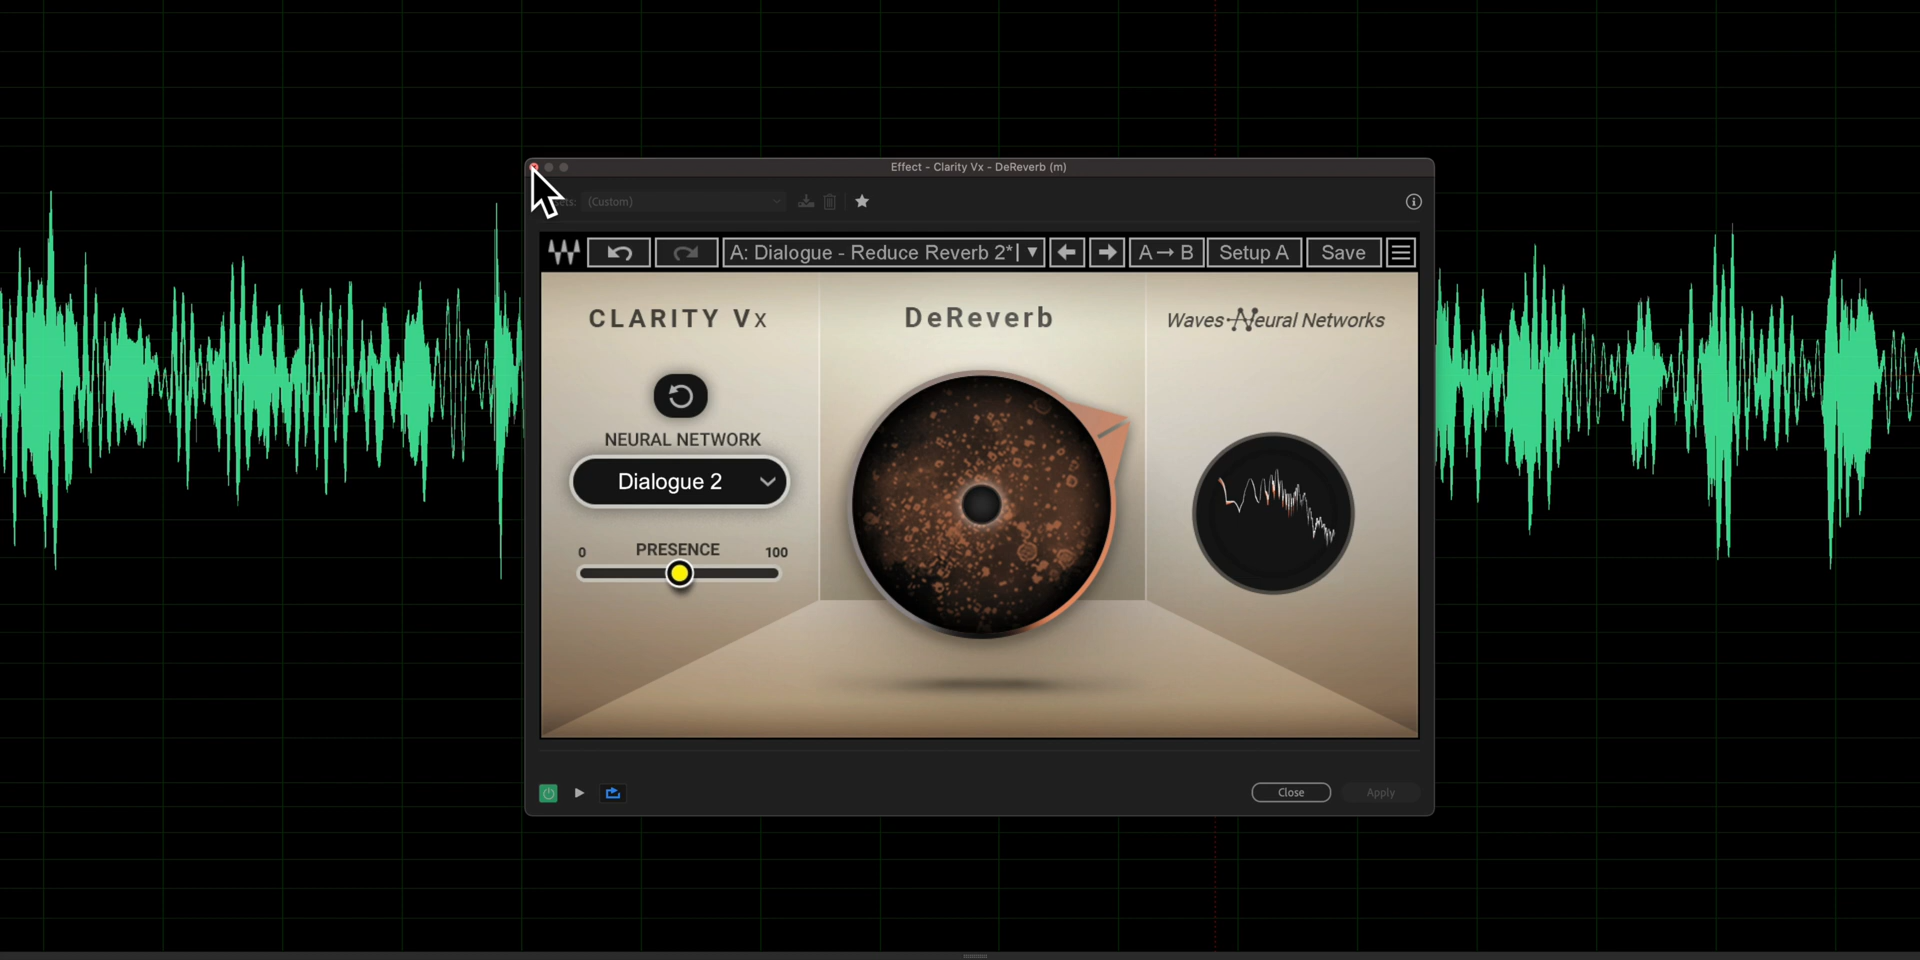 Effect - Clarity Vx - DeReverb (m)
(Custom)
A: Dialogue - Reduce Reverb 2*
A→B
Setup A
Save
CLARITY Vx
DeReverb
Waves Neural Networks
NEURAL NETWORK
Dialogue 2
0 PRESENCE 100
Close
Apply